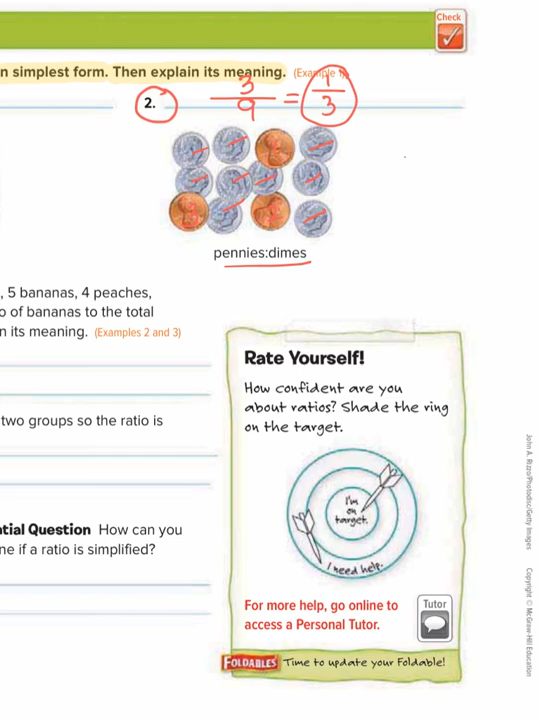 Check
n simplest form. Then explain its meaning. (Example 1)
2. 3/9 = 1/3
pennies:dimes
, 5 bananas, 4 peaches,
o of bananas to the total
n its meaning. (Examples 2 and 3)
two groups so the ratio is
ntial Question How can you
ne if a ratio is simplified?
Rate Yourself!
How confident are you
about ratios? Shade the ring
on the target.
I'm
on
target.
I need help.
For more help, go online to
access a Personal Tutor.
Tutor
FOLDABLES Time to update your Foldable!
John A. Rizzo/Photodisc/Getty Images
Copyright © McGraw-Hill Education